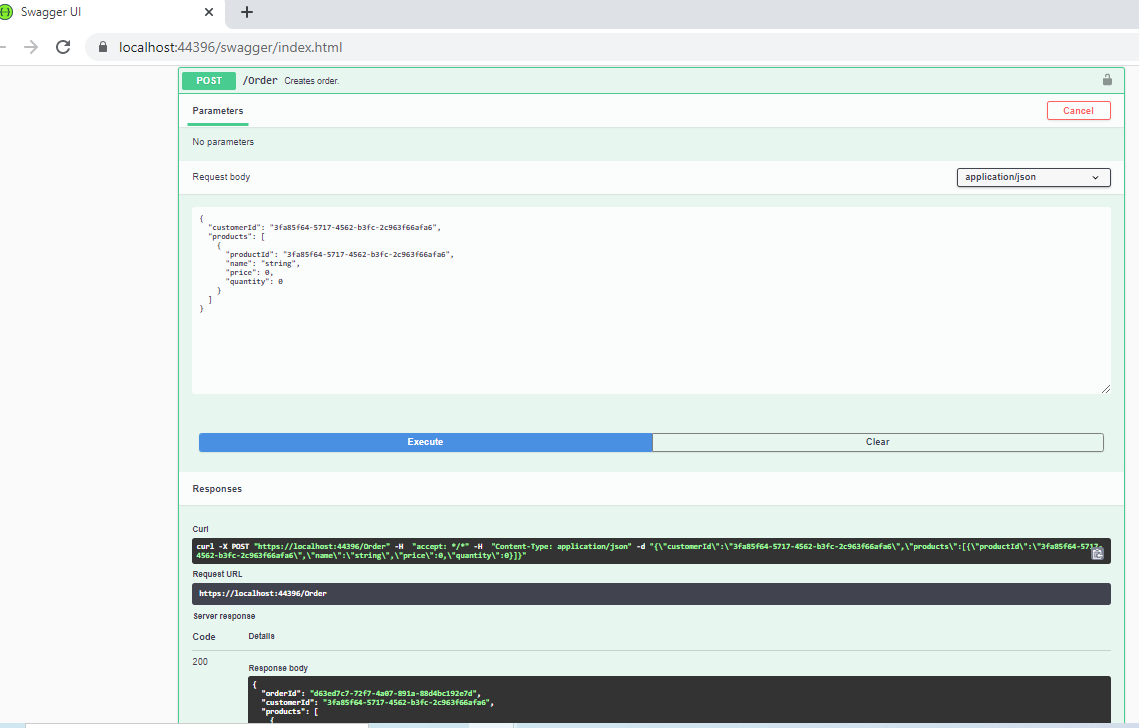 Swagger UI
localhost:44396/swagger/index.html
POST /Order Creates order.
Parameters
Cancel
No parameters
Request body
application/json
{
"customerId": "3fa85f64-5717-4562-b3fc-2c963f66afa6",
"products": [
{
"productId": "3fa85f64-5717-4562-b3fc-2c963f66afa6",
"name": "string",
"price": 0,
"quantity": 0
}
]
}
Execute
Clear
Responses
Curl
curl -X POST "https://localhost:44396/Order" -H  "accept: */*" -H  "Content-Type: application/json" -d "{\"customerId\":\"3fa85f64-5717-4562-b3fc-2c963f66afa6\",\"products\":[{\"productId\":\"3fa85f64-5717-
4562-b3fc-2c963f66afa6\",\"name\":\"string\",\"price\":0,\"quantity\":0}]}"
Request URL
https://localhost:44396/Order
Server response
Code Details
200
Response body
{
"orderId": "d63ed7c7-72f7-4a07-891a-88d4bc192e7d",
"customerId": "3fa85f64-5717-4562-b3fc-2c963f66afa6",
"products": [
{